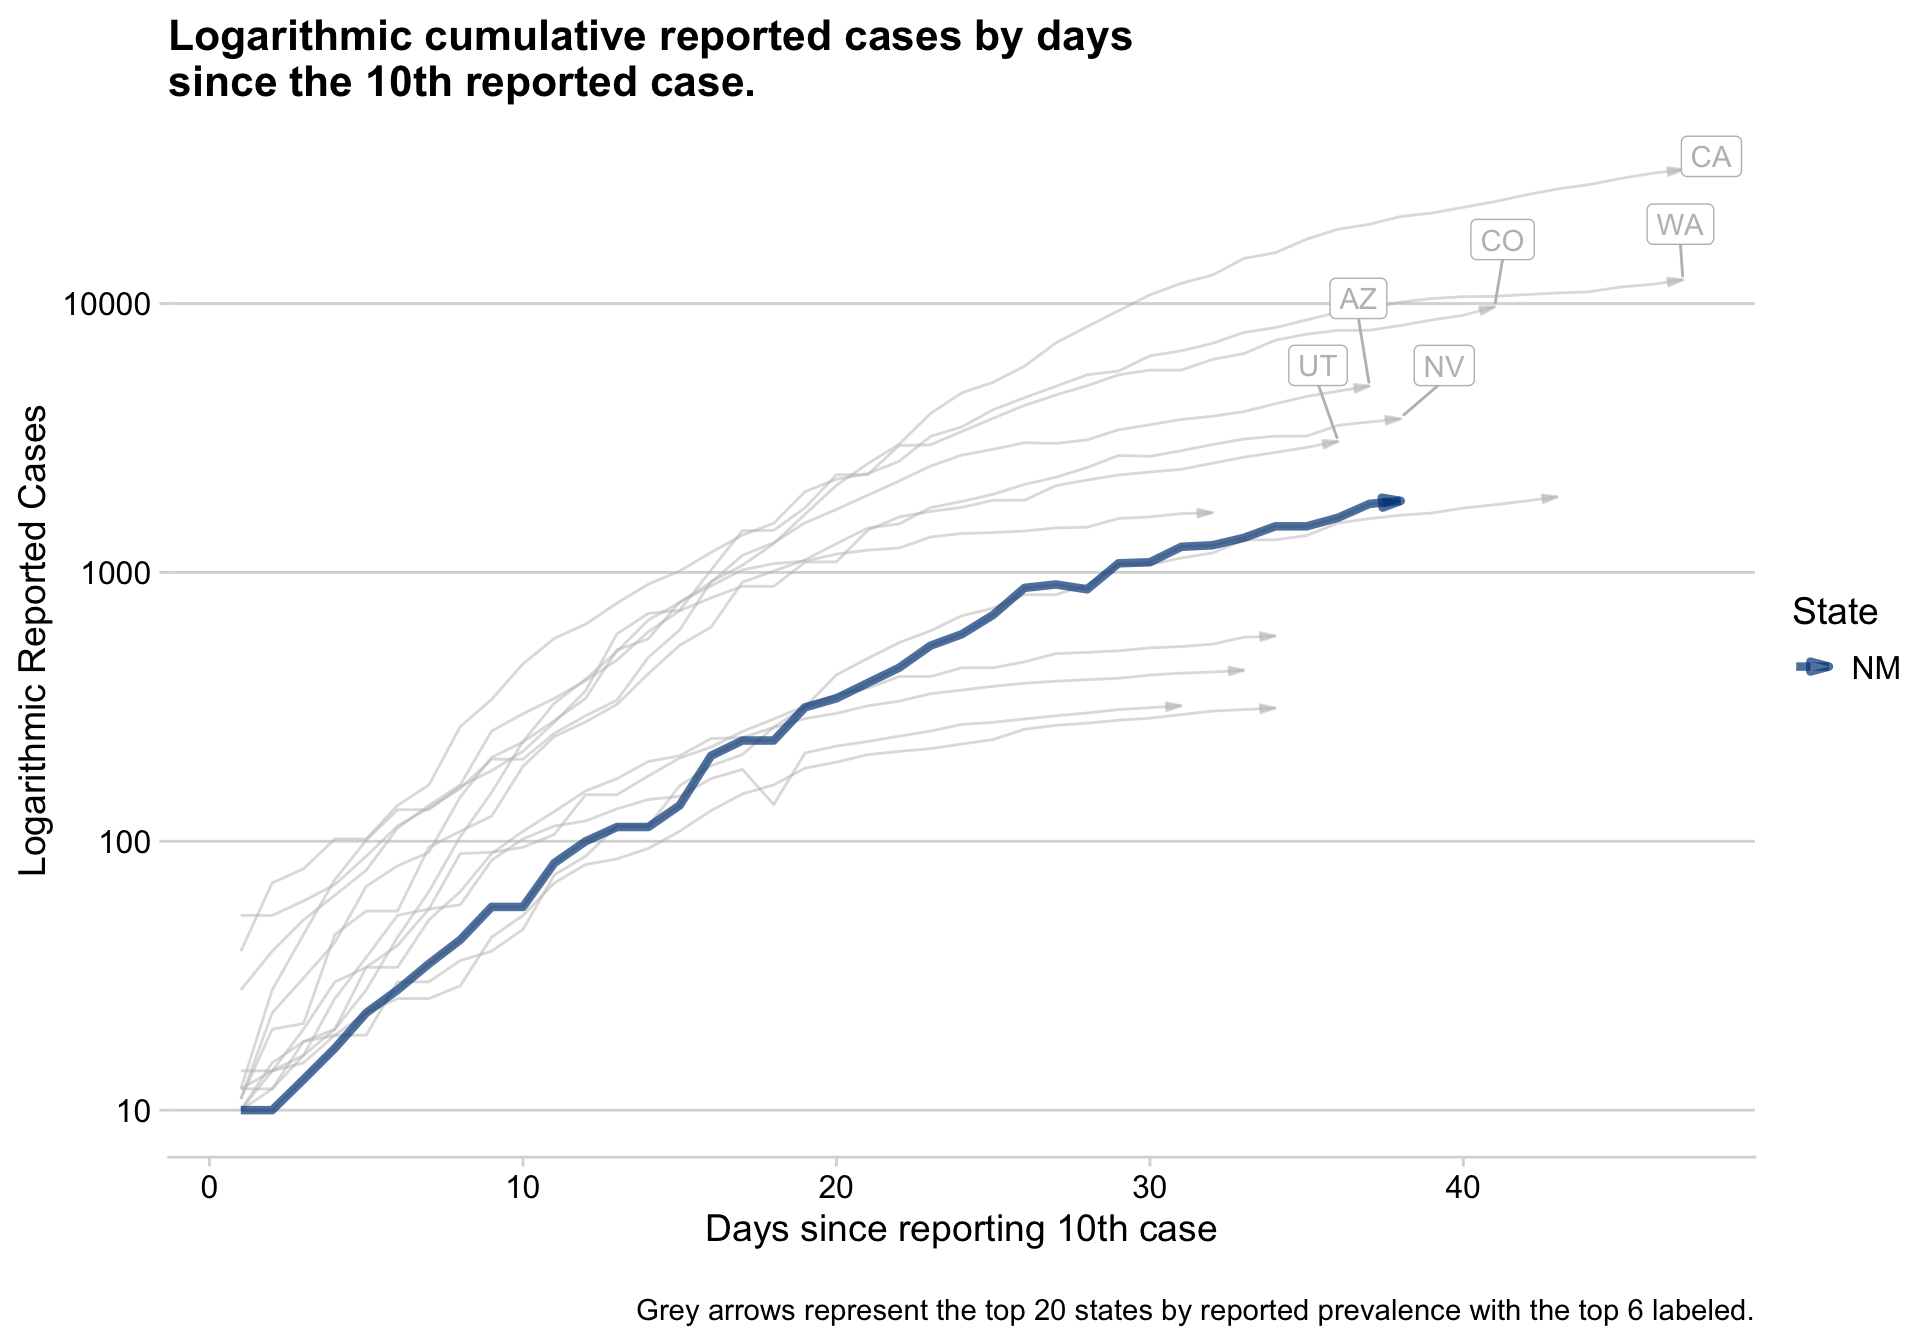 Logarithmic cumulative reported cases by days
since the 10th reported case.
CA
WA
CO
AZ
UT
NV
10000
1000
100
10
Logarithmic Reported Cases
0
10
20
30
40
Days since reporting 10th case
State
NM
Grey arrows represent the top 20 states by reported prevalence with the top 6 labeled.